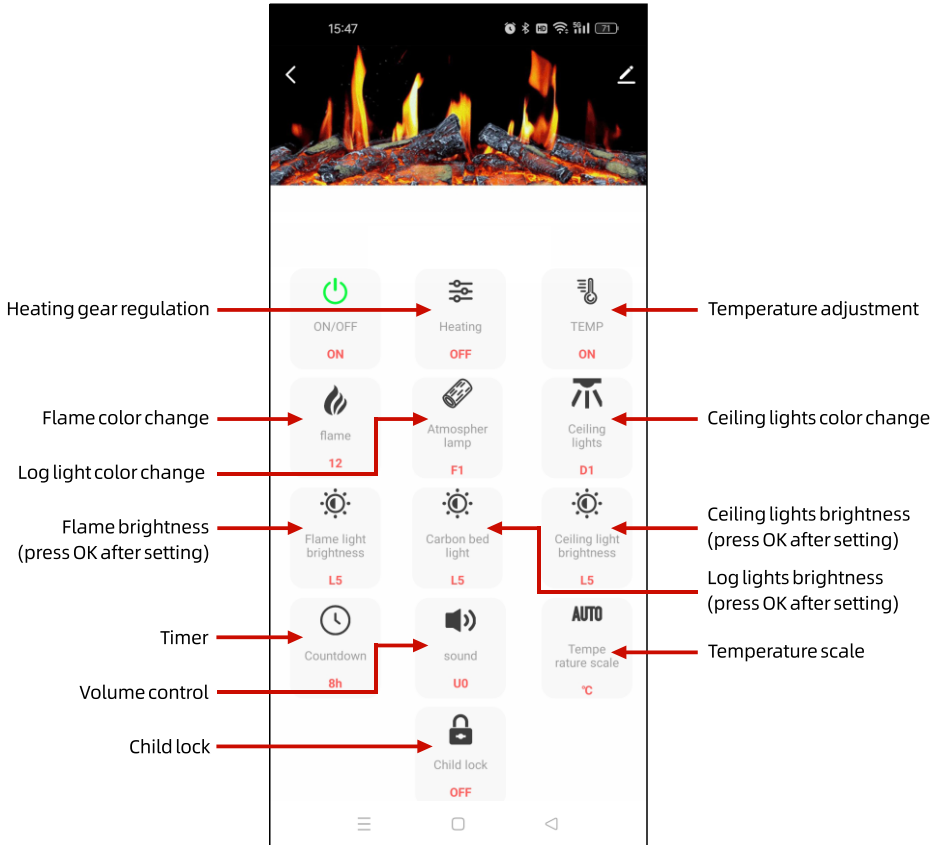 15:47
HD
5G
71
Heating gear regulation
Temperature adjustment
ON/OFF
Heating
TEMP
ON
OFF
ON
Flame color change
Ceiling lights color change
flame
Atmospher
lamp
Ceiling
lights
12
F1
D1
Log light color change
Flame brightness
(press OK after setting)
Ceiling lights brightness
(press OK after setting)
Flame light
brightness
Carbon bed
light
Ceiling light
brightness
L5
L5
L5
Log lights brightness
(press OK after setting)
AUTO
Timer
Temperature scale
Countdown
sound
Tempe
rature scale
8h
U0
°C
Volume control
Child lock
Child lock
OFF